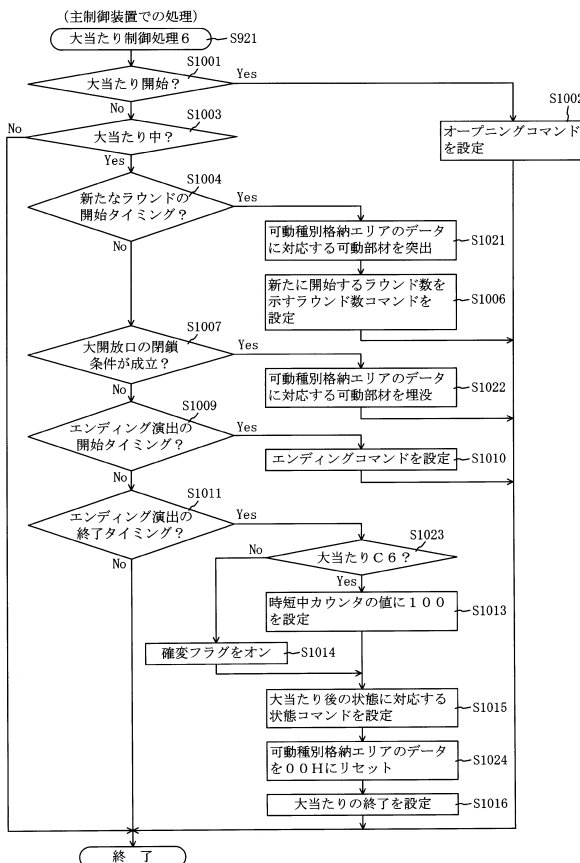 (主制御装置での処理)
大当たり制御処理６
S921
S1001
大当たり開始？
Yes
No
S1002
オープニングコマンド
を設定
S1003
No
大当たり中？
Yes
S1004
新たなラウンドの
開始タイミング？
Yes
No
可動種別格納エリアのデータ
に対応する可動部材を突出
S1021
新たに開始するラウンド数を
示すラウンド数コマンドを
設定
S1006
S1007
大開放口の閉鎖
条件が成立？
Yes
No
可動種別格納エリアのデータ
に対応する可動部材を埋没
S1022
S1009
エンディング演出の
開始タイミング？
Yes
No
エンディングコマンドを設定
S1010
S1011
エンディング演出の
終了タイミング？
Yes
No
S1023
大当たりＣ６？
No
Yes
時短中カウンタの値に１００
を設定
S1013
確変フラグをオン
S1014
大当たり後の状態に対応する
状態コマンドを設定
S1015
可動種別格納エリアのデータ
を００Ｈにリセット
S1024
大当たりの終了を設定
S1016
終 了